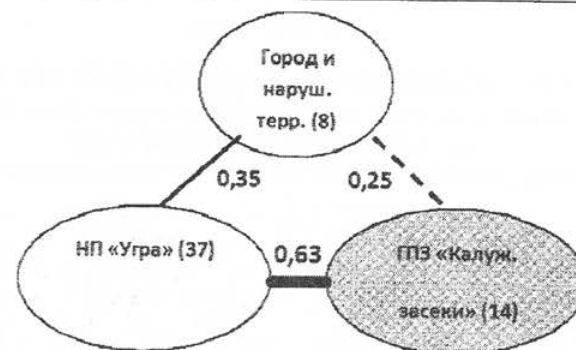 Город и
наруш.
терр. (8)
0,35
0,25
НП «Угра» (37)
0,63
ГПЗ «Калуж.
засеки» (14)